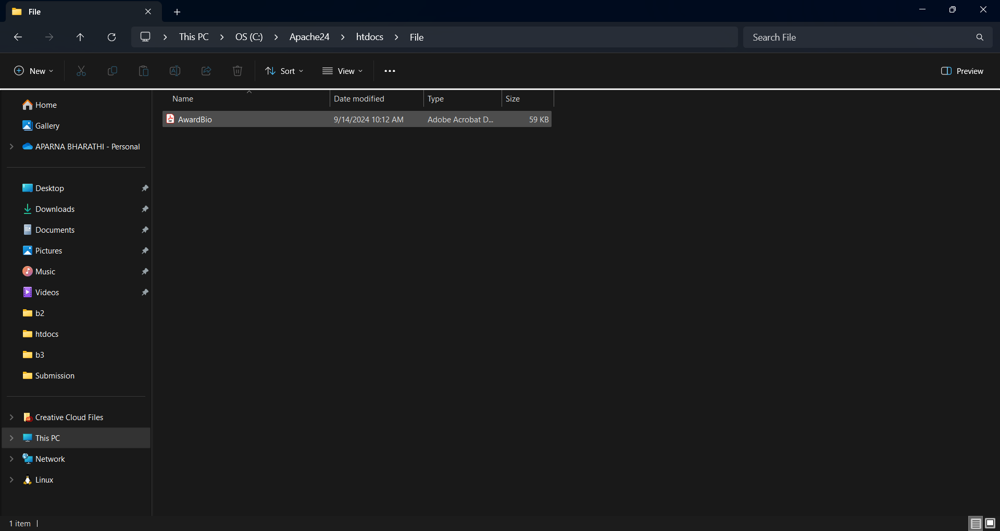 File
This PC > OS (C:) > Apache24 > htdocs > File
Search File
New
Sort
View
Preview
Name Date modified Type Size
AwardBio 9/14/2024 10:12 AM Adobe Acrobat D... 59 KB
Home
Gallery
APARNA BHARATHI - Personal
Desktop
Downloads
Documents
Pictures
Music
Videos
b2
htdocs
b3
Submission
Creative Cloud Files
This PC
Network
Linux
1 item